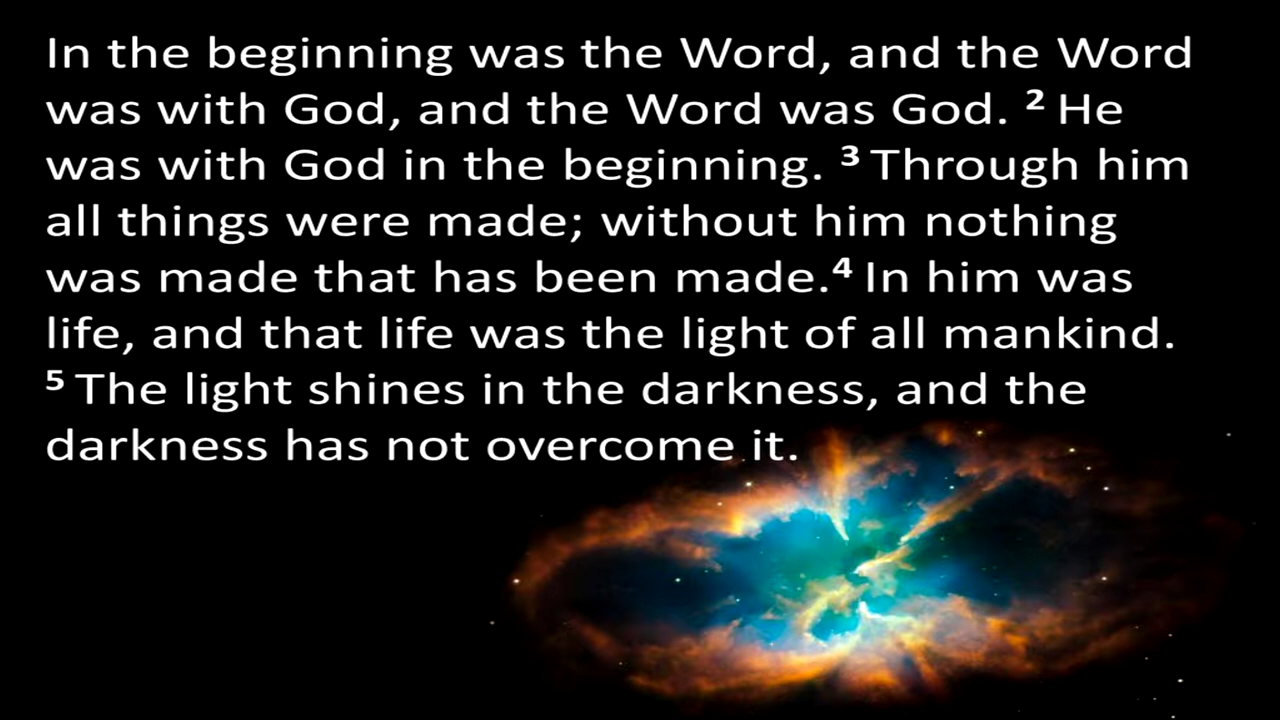 In the beginning was the Word, and the Word
was with God, and the Word was God. ² He
was with God in the beginning. ³ Through him
all things were made; without him nothing
was made that has been made.⁴ In him was
life, and that life was the light of all mankind.
⁵ The light shines in the darkness, and the
darkness has not overcome it.